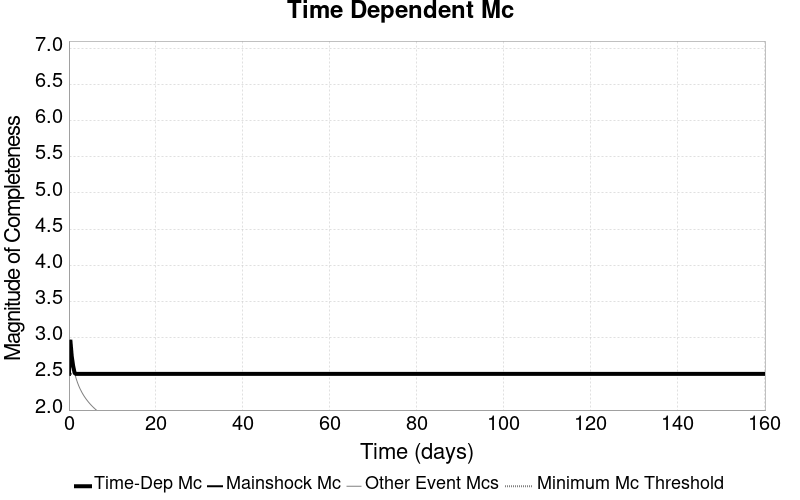 Time Dependent Mc
7.0
6.5
6.0
5.5
5.0
4.5
4.0
3.5
3.0
2.5
2.0
Magnitude of Completeness
0 20 40 60 80 100 120 140 160
Time (days)
Time-Dep Mc Mainshock Mc Other Event Mcs Minimum Mc Threshold